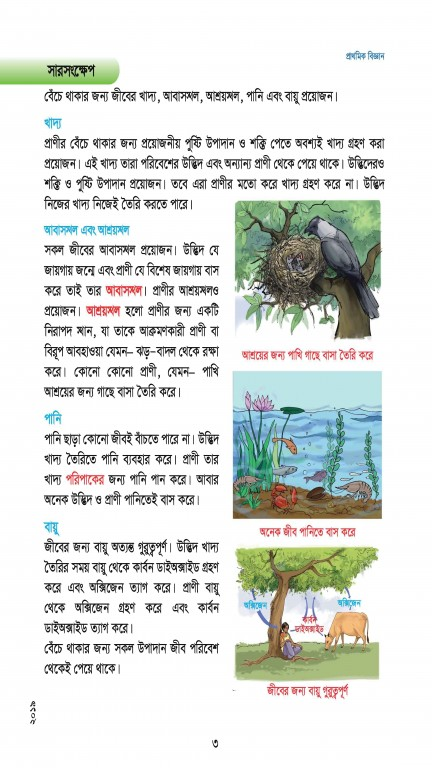 প্রাথমিক বিজ্ঞান
সারসংক্ষেপ
বেঁচে থাকার জন্য জীবের খাদ্য, আবাসস্থল, আশ্রয়স্থল, পানি এবং বায়ু প্রয়োজন।
খাদ্য
প্রাণীর বেঁচে থাকার জন্য প্রয়োজনীয় পুষ্টি উপাদান ও শক্তি পেতে অবশ্যই খাদ্য গ্রহণ করা
প্রয়োজন। এই খাদ্য তারা পরিবেশের উদ্ভিদ এবং অন্যান্য প্রাণী থেকে পেয়ে থাকে। উদ্ভিদেরও
শক্তি ও পুষ্টি উপাদান প্রয়োজন। তবে এরা প্রাণীর মতো করে খাদ্য গ্রহণ করে না। উদ্ভিদ
নিজের খাদ্য নিজেই তৈরি করতে পারে।
আবাসস্থল এবং আশ্রয়স্থল
সকল জীবের আবাসস্থল প্রয়োজন। উদ্ভিদ যে
জায়গায় জন্মে এবং প্রাণী যে বিশেষ জায়গায় বাস
করে তাই তার আবাসস্থল। প্রাণীর আশ্রয়স্থলও
প্রয়োজন। আশ্রয়স্থল হলো প্রাণীর জন্য একটি
নিরাপদ স্থান, যা তাকে আক্রমণকারী প্রাণী বা
বিরূপ আবহাওয়া যেমন– ঝড়-বাদল থেকে রক্ষা
করে। কোনো কোনো প্রাণী, যেমন– পাখি
আশ্রয়ের জন্য গাছে বাসা তৈরি করে।
আশ্রয়ের জন্য পাখি গাছে বাসা তৈরি করে
পানি
পানি ছাড়া কোনো জীবই বাঁচতে পারে না। উদ্ভিদ
খাদ্য তৈরিতে পানি ব্যবহার করে। প্রাণী তার
খাদ্য পরিপাকের জন্য পানি পান করে। আবার
অনেক উদ্ভিদ ও প্রাণী পানিতেই বাস করে।
অনেক জীব পানিতে বাস করে
বায়ু
জীবের জন্য বায়ু অত্যন্ত গুরুত্বপূর্ণ। উদ্ভিদ খাদ্য
তৈরির সময় বায়ু থেকে কার্বন ডাইঅক্সাইড গ্রহণ
করে এবং অক্সিজেন ত্যাগ করে। প্রাণী বায়ু
থেকে অক্সিজেন গ্রহণ করে এবং কার্বন
ডাইঅক্সাইড ত্যাগ করে।
বেঁচে থাকার জন্য সকল উপাদান জীব পরিবেশ
থেকেই পেয়ে থাকে।
অক্সিজেন
অক্সিজেন
কার্বন
ডাইঅক্সাইড
জীবের জন্য বায়ু গুরুত্বপূর্ণ
৩